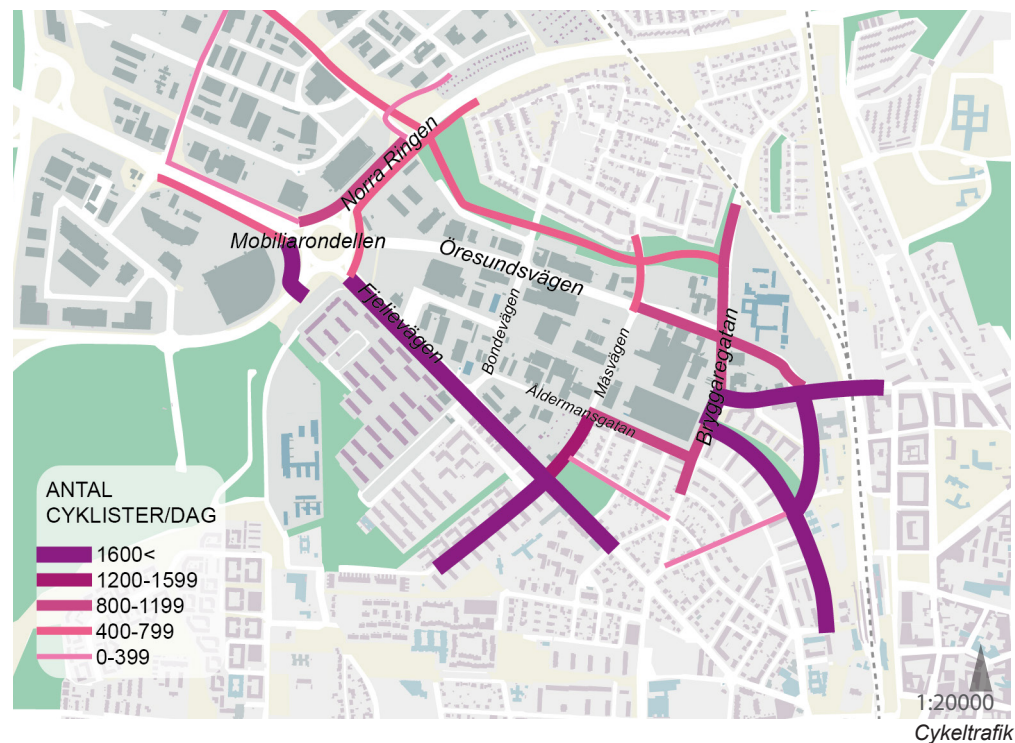 Norra Ringen
Mobiliarondellen
Öresundsvägen
Fjelievägen
Bondevägen
Måsvägen
Bryggaregatan
Åldermansgatan
ANTAL
CYKLISTER/DAG
1600<
1200-1599
800-1199
400-799
0-399
1:20000
Cykeltrafik